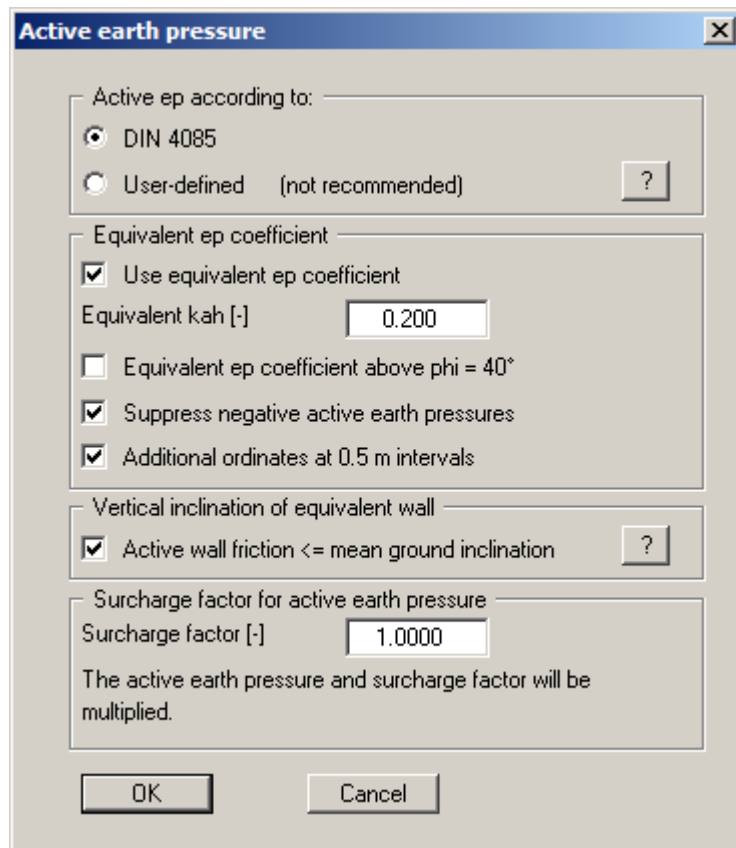 Active earth pressure
Active ep according to:
DIN 4085
User-defined (not recommended)
?
Equivalent ep coefficient
Use equivalent ep coefficient
Equivalent kah [-] 0.200
Equivalent ep coefficient above phi = 40°
Suppress negative active earth pressures
Additional ordinates at 0.5 m intervals
Vertical inclination of equivalent wall
Active wall friction <= mean ground inclination
?
Surcharge factor for active earth pressure
Surcharge factor [-] 1.0000
The active earth pressure and surcharge factor will be
multiplied.
OK Cancel